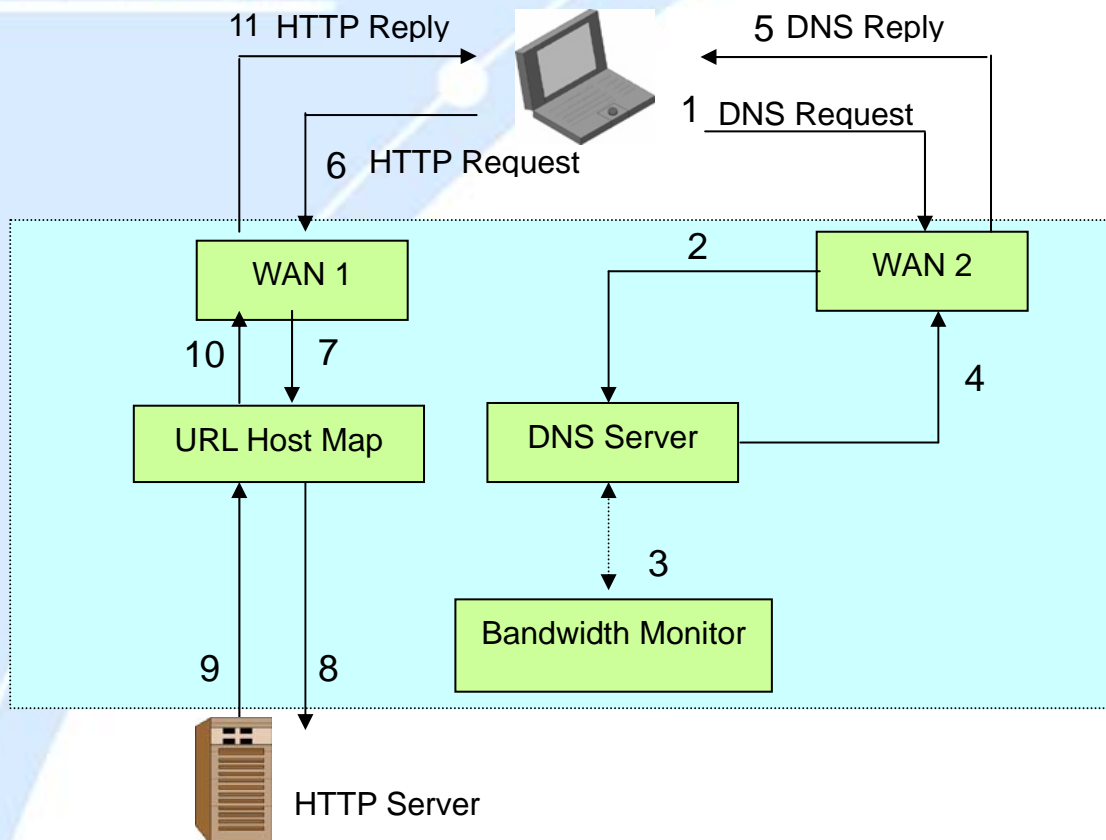 11 HTTP Reply
5 DNS Reply
1 DNS Request
6 HTTP Request
WAN 1
2
WAN 2
10
7
4
URL Host Map
DNS Server
3
Bandwidth Monitor
9
8
HTTP Server